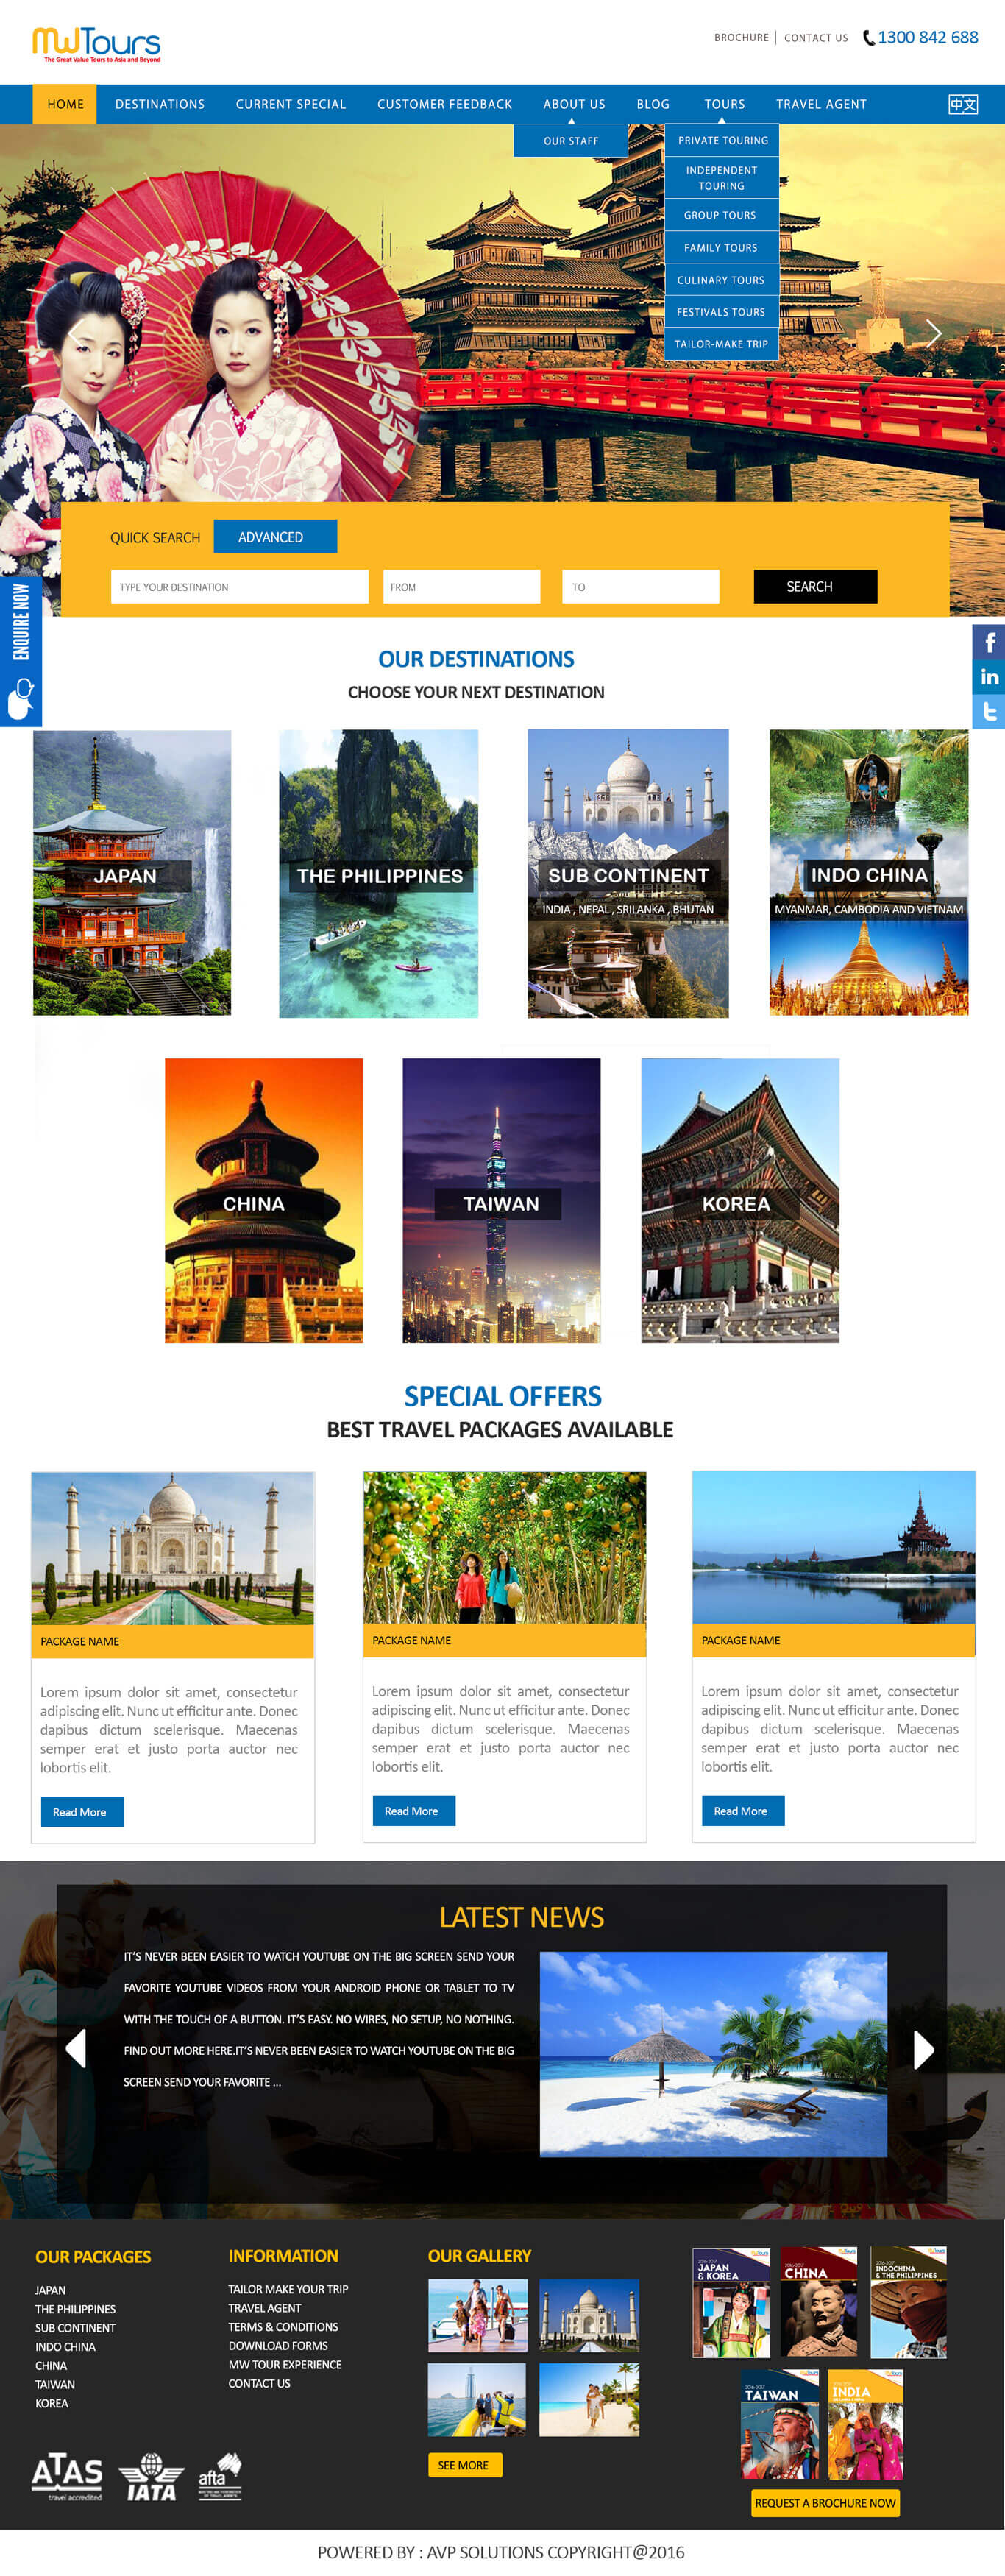 MWTours
The Great Value Tours to Asia and Beyond
BROCHURE | CONTACT US 1300 842 688
HOME DESTINATIONS CURRENT SPECIAL CUSTOMER FEEDBACK ABOUT US BLOG TOURS TRAVEL AGENT 中文
OUR STAFF
PRIVATE TOURING
INDEPENDENT
TOURING
GROUP TOURS
FAMILY TOURS
CULINARY TOURS
FESTIVALS TOURS
TAILOR-MAKE TRIP
QUICK SEARCH ADVANCED
TYPE YOUR DESTINATION FROM TO SEARCH
ENQUIRE NOW
f
in
t
OUR DESTINATIONS
CHOOSE YOUR NEXT DESTINATION
JAPAN
THE PHILIPPINES
SUB CONTINENT
INDIA , NEPAL , SRILANKA , BHUTAN
INDO CHINA
MYANMAR, CAMBODIA AND VIETNAM
CHINA
TAIWAN
KOREA
SPECIAL OFFERS
BEST TRAVEL PACKAGES AVAILABLE
PACKAGE NAME
Lorem ipsum dolor sit amet, consectetur
adipiscing elit. Nunc ut efficitur ante. Donec
dapibus dictum scelerisque. Maecenas
semper erat et justo porta auctor nec
lobortis elit.
Read More
PACKAGE NAME
Lorem ipsum dolor sit amet, consectetur
adipiscing elit. Nunc ut efficitur ante. Donec
dapibus dictum scelerisque. Maecenas
semper erat et justo porta auctor nec
lobortis elit.
Read More
PACKAGE NAME
Lorem ipsum dolor sit amet, consectetur
adipiscing elit. Nunc ut efficitur ante. Donec
dapibus dictum scelerisque. Maecenas
semper erat et justo porta auctor nec
lobortis elit.
Read More
LATEST NEWS
IT'S NEVER BEEN EASIER TO WATCH YOUTUBE ON THE BIG SCREEN SEND YOUR
FAVORITE YOUTUBE VIDEOS FROM YOUR ANDROID PHONE OR TABLET TO TV
WITH THE TOUCH OF A BUTTON. IT'S EASY. NO WIRES, NO SETUP, NO NOTHING.
FIND OUT MORE HERE.IT'S NEVER BEEN EASIER TO WATCH YOUTUBE ON THE BIG
SCREEN SEND YOUR FAVORITE ...
OUR PACKAGES
JAPAN
THE PHILIPPINES
SUB CONTINENT
INDO CHINA
CHINA
TAIWAN
KOREA
INFORMATION
TAILOR MAKE YOUR TRIP
TRAVEL AGENT
TERMS & CONDITIONS
DOWNLOAD FORMS
MW TOUR EXPERIENCE
CONTACT US
ATAS
travel accredited
IATA
afta
OUR GALLERY
SEE MORE
2016-2017
JAPAN
& KOREA
2016-2017
CHINA
2016-2017
INDOCHINA
& THE PHILIPPINES
2016-2017
TAIWAN
2016-2017
INDIA
REQUEST A BROCHURE NOW
POWERED BY : AVP SOLUTIONS COPYRIGHT@2016